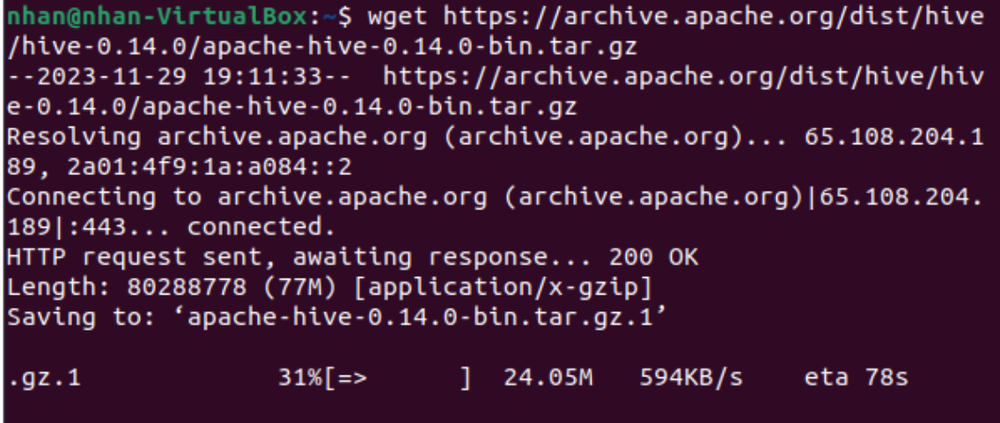 nhan@nhan-VirtualBox:~$ wget https://archive.apache.org/dist/hive
/hive-0.14.0/apache-hive-0.14.0-bin.tar.gz
--2023-11-29 19:11:33--  https://archive.apache.org/dist/hive/hiv
e-0.14.0/apache-hive-0.14.0-bin.tar.gz
Resolving archive.apache.org (archive.apache.org)... 65.108.204.1
89, 2a01:4f9:1a:a084::2
Connecting to archive.apache.org (archive.apache.org)|65.108.204.
189|:443... connected.
HTTP request sent, awaiting response... 200 OK
Length: 80288778 (77M) [application/x-gzip]
Saving to: ‘apache-hive-0.14.0-bin.tar.gz.1’
.gz.1              31%[=>       ]  24.05M   594KB/s    eta 78s